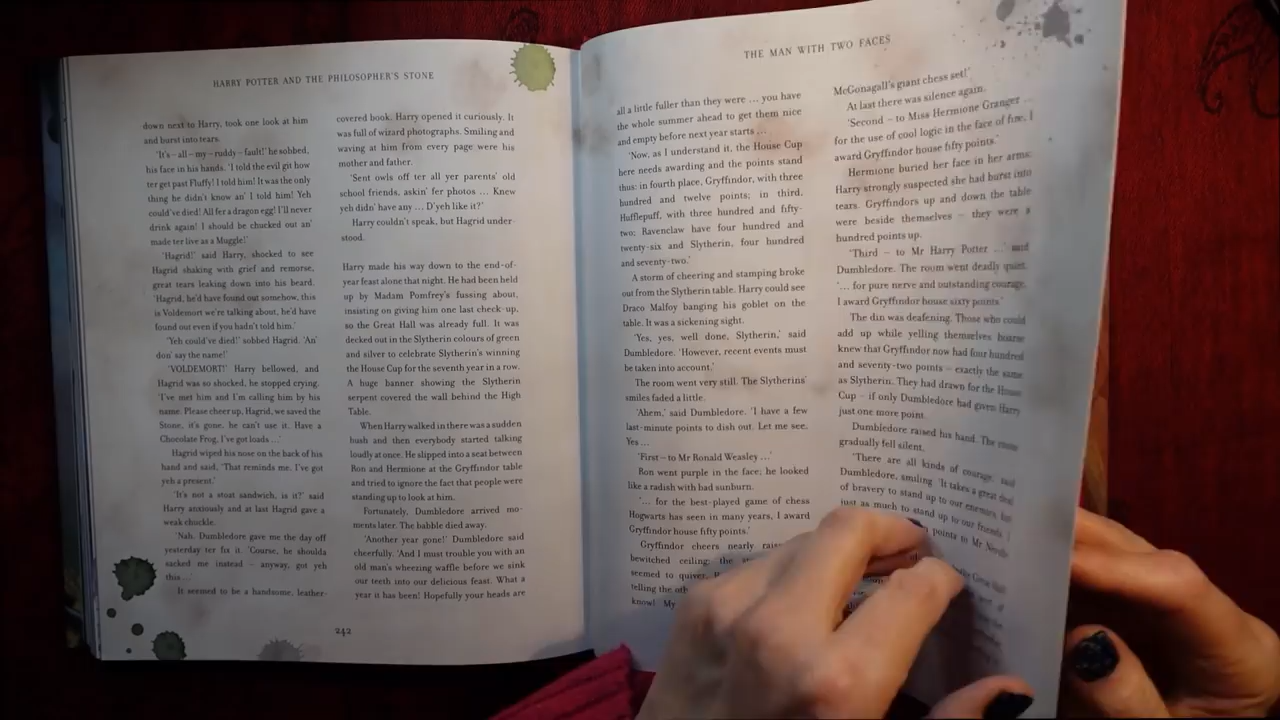 HARRY POTTER AND THE PHILOSOPHER'S STONE
down next to Harry, took one look at him
and burst into tears.
'It's – all – my – ruddy – fault!' he sobbed,
his face in his hands. 'I told the evil git how
ter get past Fluffy! I told him! It was the only
thing he didn't know an' I told him! Yeh
could've died! All fer a dragon egg! I'll never
drink again! I should be chucked out an'
made ter live as a Muggle!'
'Hagrid!' said Harry, shocked to see
Hagrid shaking with grief and remorse,
great tears leaking down into his beard.
'Hagrid, he'd have found out somehow, this
is Voldemort we're talking about, he'd have
found out even if you hadn't told him.'
'Yeh could've died!' sobbed Hagrid. 'An'
don' say the name!'
'VOLDEMORT!' Harry bellowed, and
Hagrid was so shocked, he stopped crying.
'I've met him and I'm calling him by his
name. Please cheer up, Hagrid, we saved the
Stone, it's gone, he can't use it. Have a
Chocolate Frog, I've got loads ...'
Hagrid wiped his nose on the back of his
hand and said, 'That reminds me. I've got
yeh a present.'
'It's not a stoat sandwich, is it?' said
Harry anxiously and at last Hagrid gave a
weak chuckle.
'Nah. Dumbledore gave me the day off
yesterday ter fix it. 'Course, he shoulda
sacked me instead – anyway, got yeh
this ...'
It seemed to be a handsome, leather-
covered book. Harry opened it curiously. It
was full of wizard photographs. Smiling and
waving at him from every page were his
mother and father.
'Sent owls off ter all yer parents' old
school friends, askin' fer photos ... Knew
yeh didn' have any ... D'yeh like it?'
Harry couldn't speak, but Hagrid under-
stood.
Harry made his way down to the end-of-
year feast alone that night. He had been held
up by Madam Pomfrey's fussing about,
insisting on giving him one last check-up,
so the Great Hall was already full. It was
decked out in the Slytherin colours of green
and silver to celebrate Slytherin's winning
the House Cup for the seventh year in a row.
A huge banner showing the Slytherin
serpent covered the wall behind the High
Table.
When Harry walked in there was a sudden
hush and then everybody started talking
loudly at once. He slipped into a seat between
Ron and Hermione at the Gryffindor table
and tried to ignore the fact that people were
standing up to look at him.
Fortunately, Dumbledore arrived mo-
ments later. The babble died away.
'Another year gone!' Dumbledore said
cheerfully. 'And I must trouble you with an
old man's wheezing waffle before we sink
our teeth into our delicious feast. What a
year it has been! Hopefully your heads are
242
THE MAN WITH TWO FACES
all a little fuller than they were ... you have
the whole summer ahead to get them nice
and empty before next year starts ...
'Now, as I understand it, the House Cup
here needs awarding and the points stand
thus: in fourth place, Gryffindor, with three
hundred and twelve points; in third,
Hufflepuff, with three hundred and fifty-
two; Ravenclaw have four hundred and
twenty-six and Slytherin, four hundred
and seventy-two.'
A storm of cheering and stamping broke
out from the Slytherin table. Harry could see
Draco Malfoy banging his goblet on the
table. It was a sickening sight.
'Yes, yes, well done, Slytherin,' said
Dumbledore. 'However, recent events must
be taken into account.'
The room went very still. The Slytherins'
smiles faded a little.
'Ahem,' said Dumbledore. 'I have a few
last-minute points to dish out. Let me see.
Yes ...
'First – to Mr Ronald Weasley ...'
Ron went purple in the face; he looked
like a radish with bad sunburn.
'... for the best-played game of chess
Hogwarts has seen in many years, I award
Gryffindor house fifty points.'
Gryffindor cheers nearly
bewitched ceiling; the
seemed to quiver.
telling the
know! My
McGonagall's giant chess set!'
At last there was silence again.
'Second – to Miss Hermione Granger ...
for the use of cool logic in the face of fire, I
award Gryffindor house fifty points.'
Hermione buried her face in her arms;
Harry strongly suspected she had burst into
tears. Gryffindors up and down the table
were beside themselves – they were a
hundred points up.
'Third – to Mr Harry Potter ...' said
Dumbledore. The room went deadly quiet.
'... for pure nerve and outstanding courage,
I award Gryffindor house sixty points.'
The din was deafening. Those who could
add up while yelling themselves hoarse
knew that Gryffindor now had four hundred
and seventy-two points – exactly the same
as Slytherin. They had drawn for the House
Cup – if only Dumbledore had given Harry
just one more point.
Dumbledore raised his hand. The room
gradually fell silent.
'There are all kinds of courage,' said
Dumbledore, smiling. 'It takes a great deal
of bravery to stand up to our enemies, but
just as much to stand up to our friends. I
points to Mr